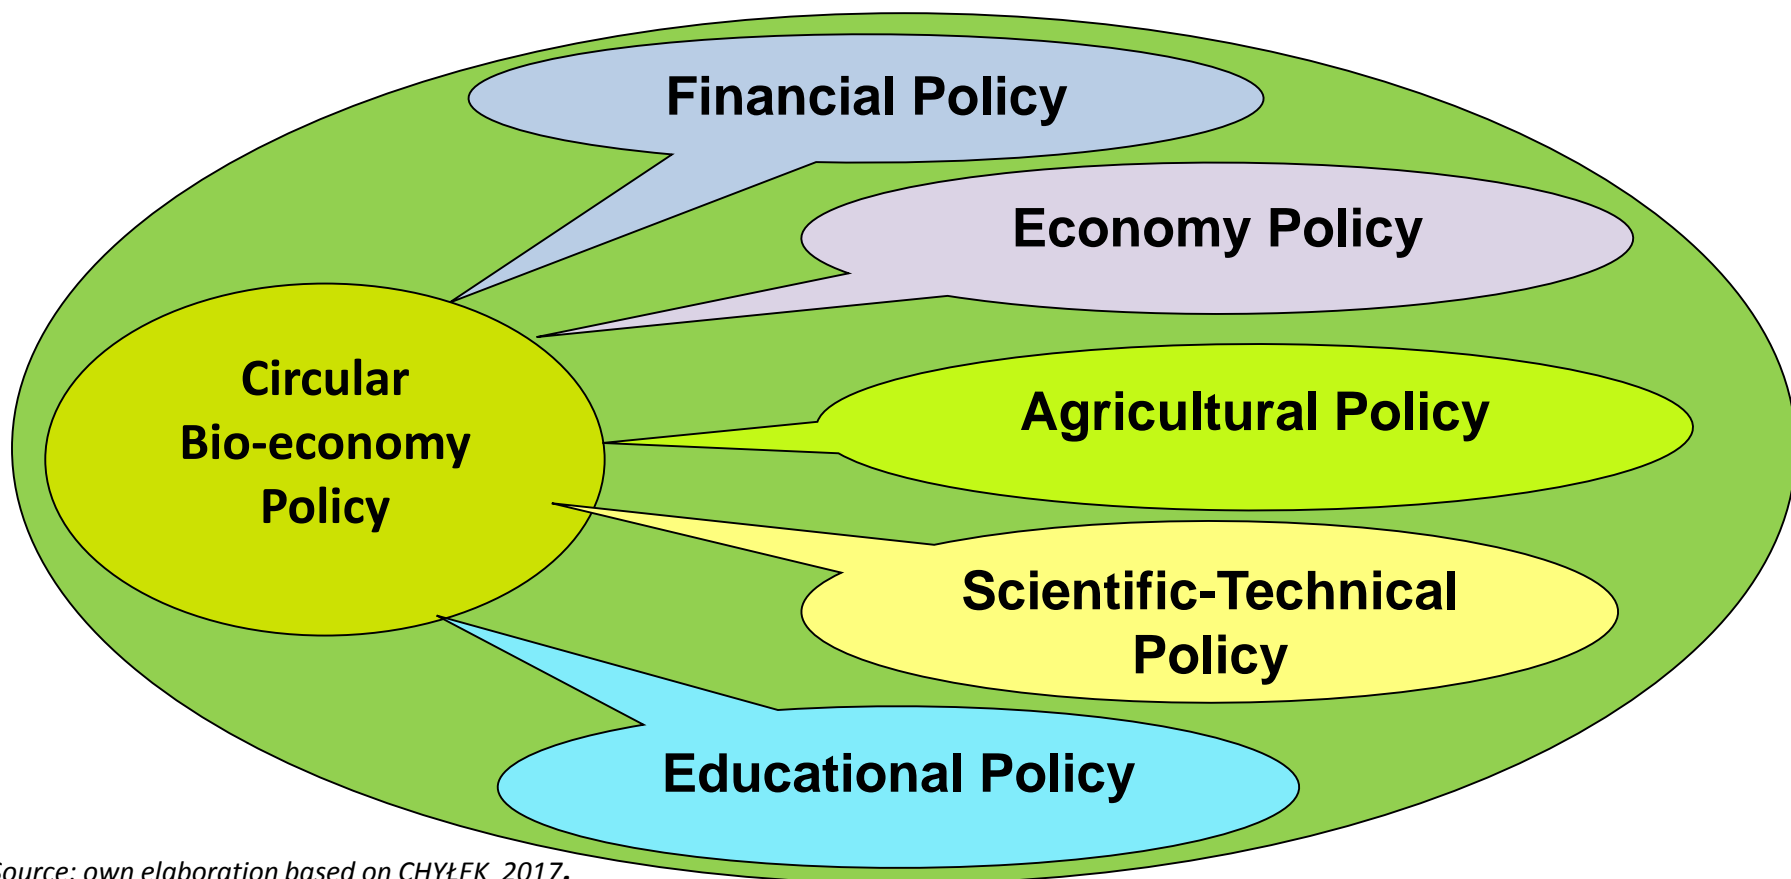 Financial Policy
Economy Policy
Circular
Bio-economy
Policy
Agricultural Policy
Scientific-Technical
Policy
Educational Policy
Source: own elaboration based on CHYŁEK 2017.